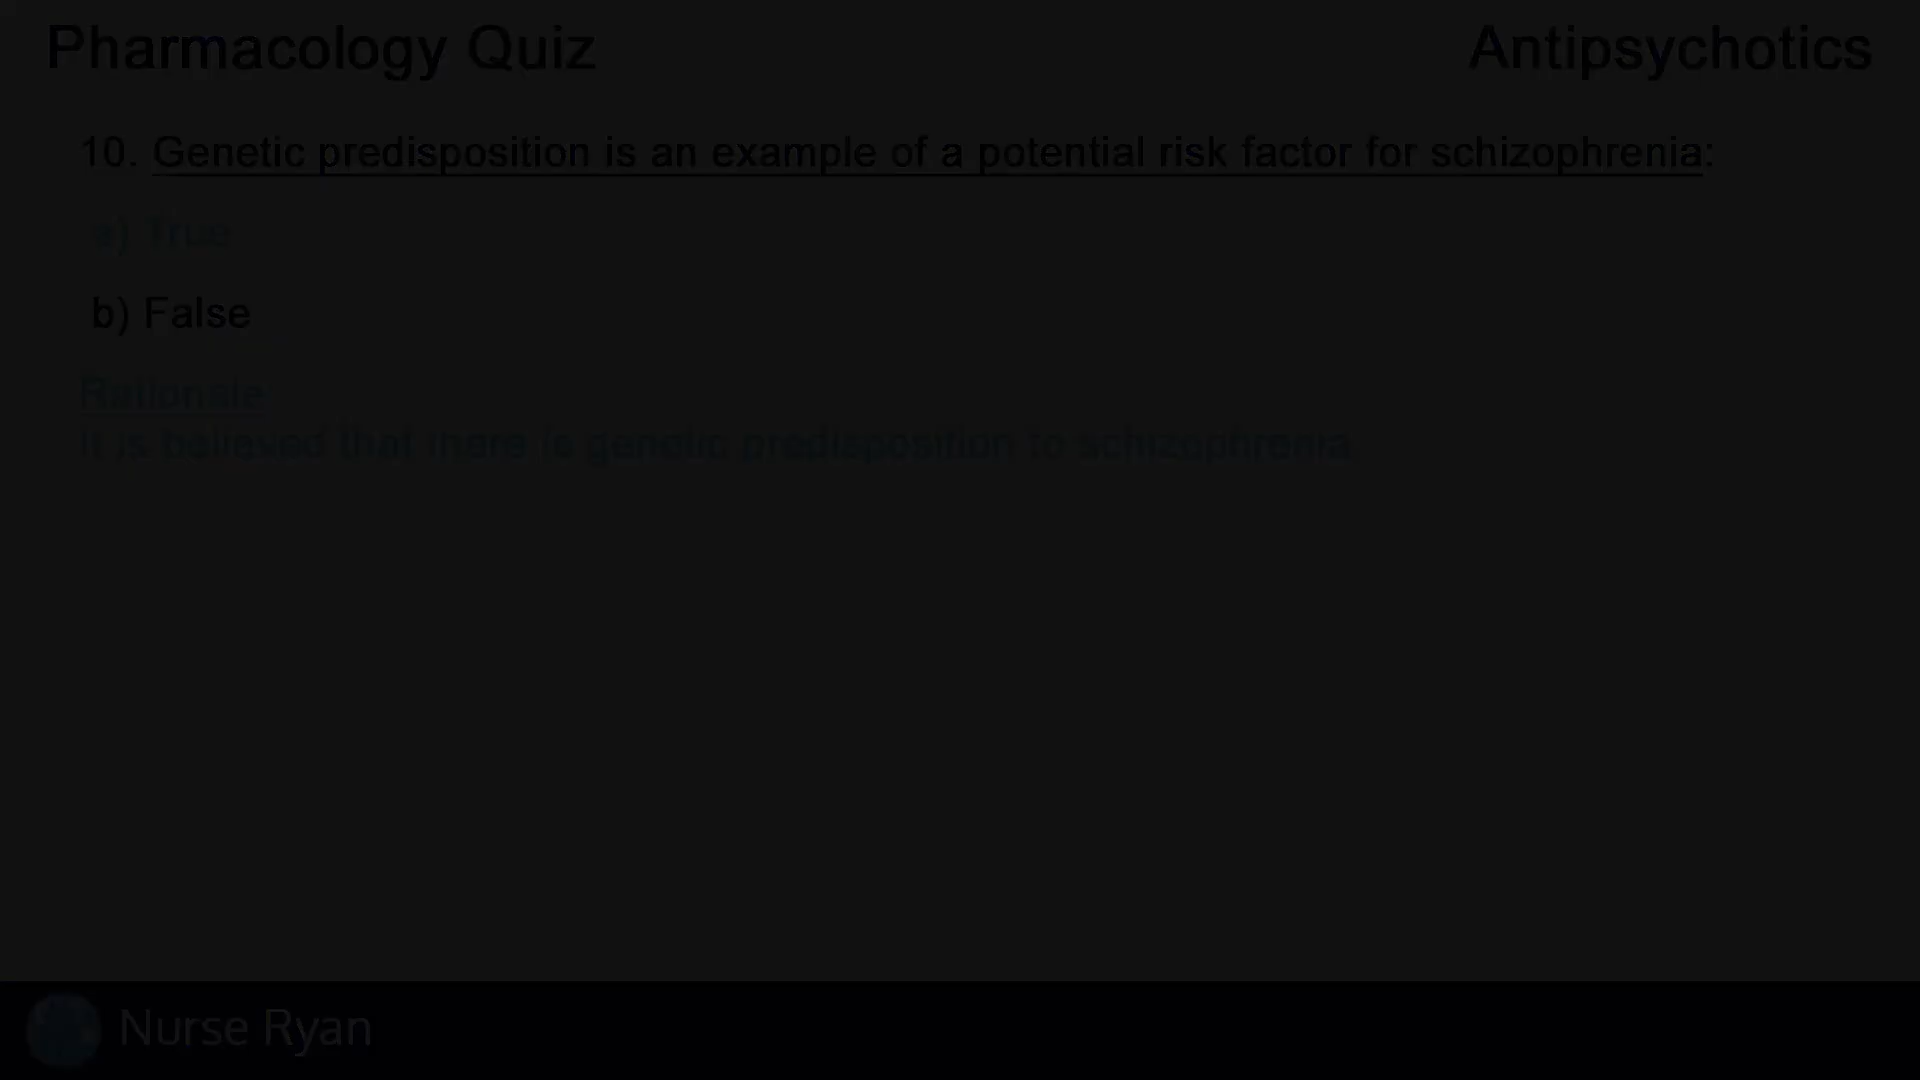 Pharmacology Quiz
Antipsychotics
10. Genetic predisposition is an example of a potential risk factor for schizophrenia:
a) True
b) False
Rationale
It is believed that there is genetic predisposition to schizophrenia
Nurse Ryan